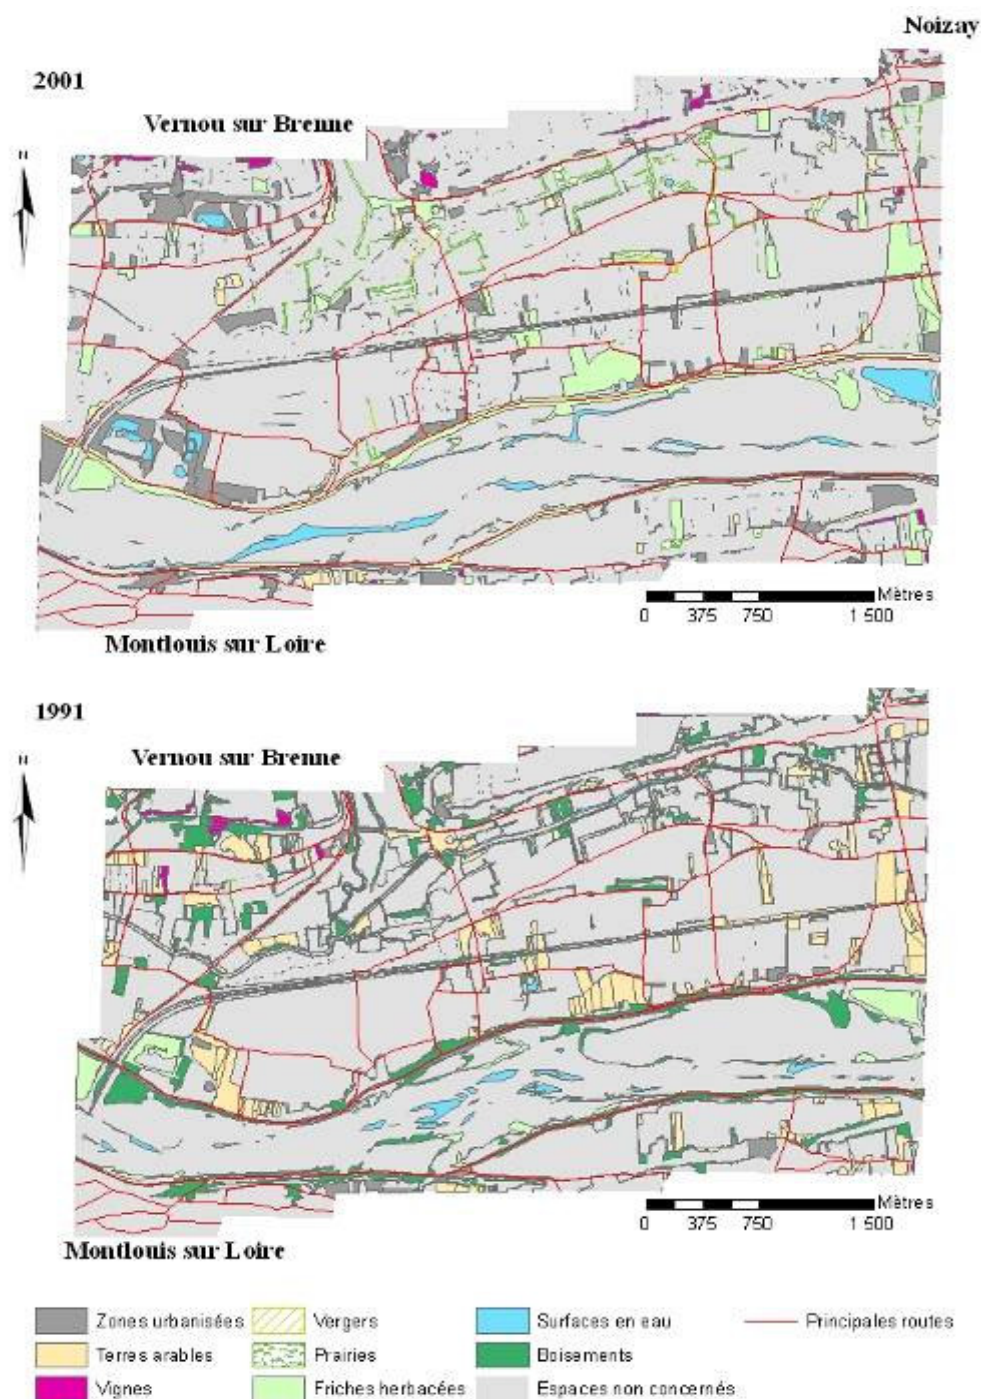 Noizay
2001
Vernou sur Brenne
N
Mètres
0 375 750 1 500
Montlouis sur Loire
1991
Vernou sur Brenne
N
Mètres
0 375 750 1 500
Montlouis sur Loire
Zones urbanisées Vergers Surfaces en eau Principales routes
Terres arables Prairies Boisements
Vignes Friches herbacées Espaces non concernés